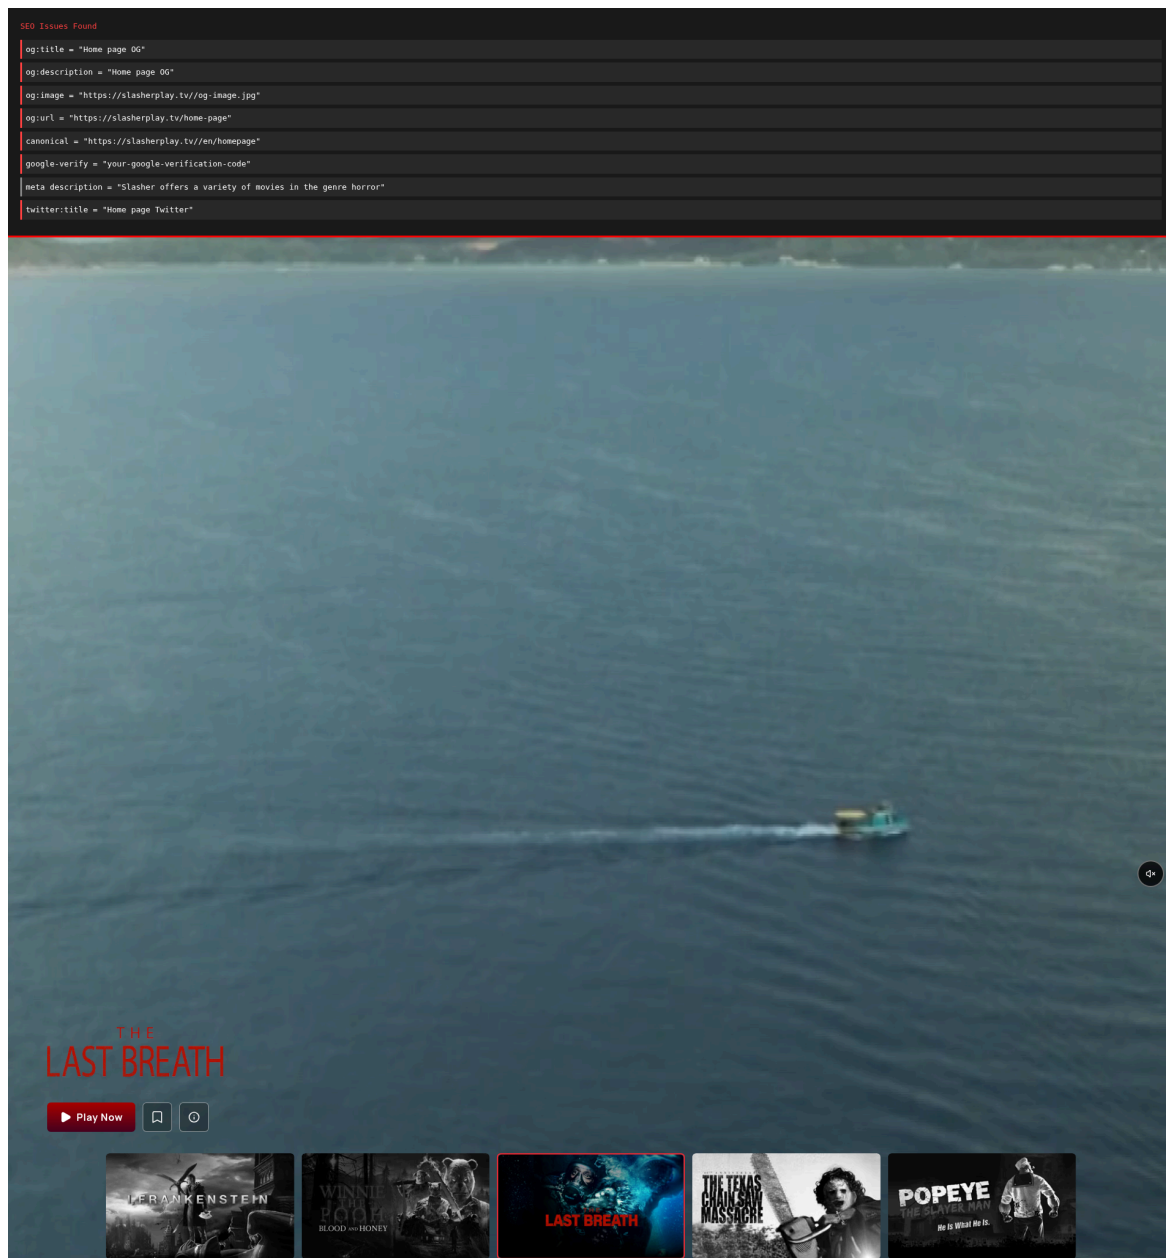 SEO Issues Found
og:title = "Home page OG"
og:description = "Home page OG"
og:image = "https://slasherplay.tv//og-image.jpg"
og:url = "https://slasherplay.tv/home-page"
canonical = "https://slasherplay.tv//en/homepage"
google-verify = "your-google-verification-code"
meta description = "Slasher offers a variety of movies in the genre horror"
twitter:title = "Home page Twitter"
THE
LAST BREATH
Play Now
I, FRANKENSTEIN
WINNIE
THE
POOH
BLOOD AND HONEY
LAST BREATH
THE TEXAS
CHAIN SAW
MASSACRE
POPEYE
THE SLAYER MAN
He Is What He Is.